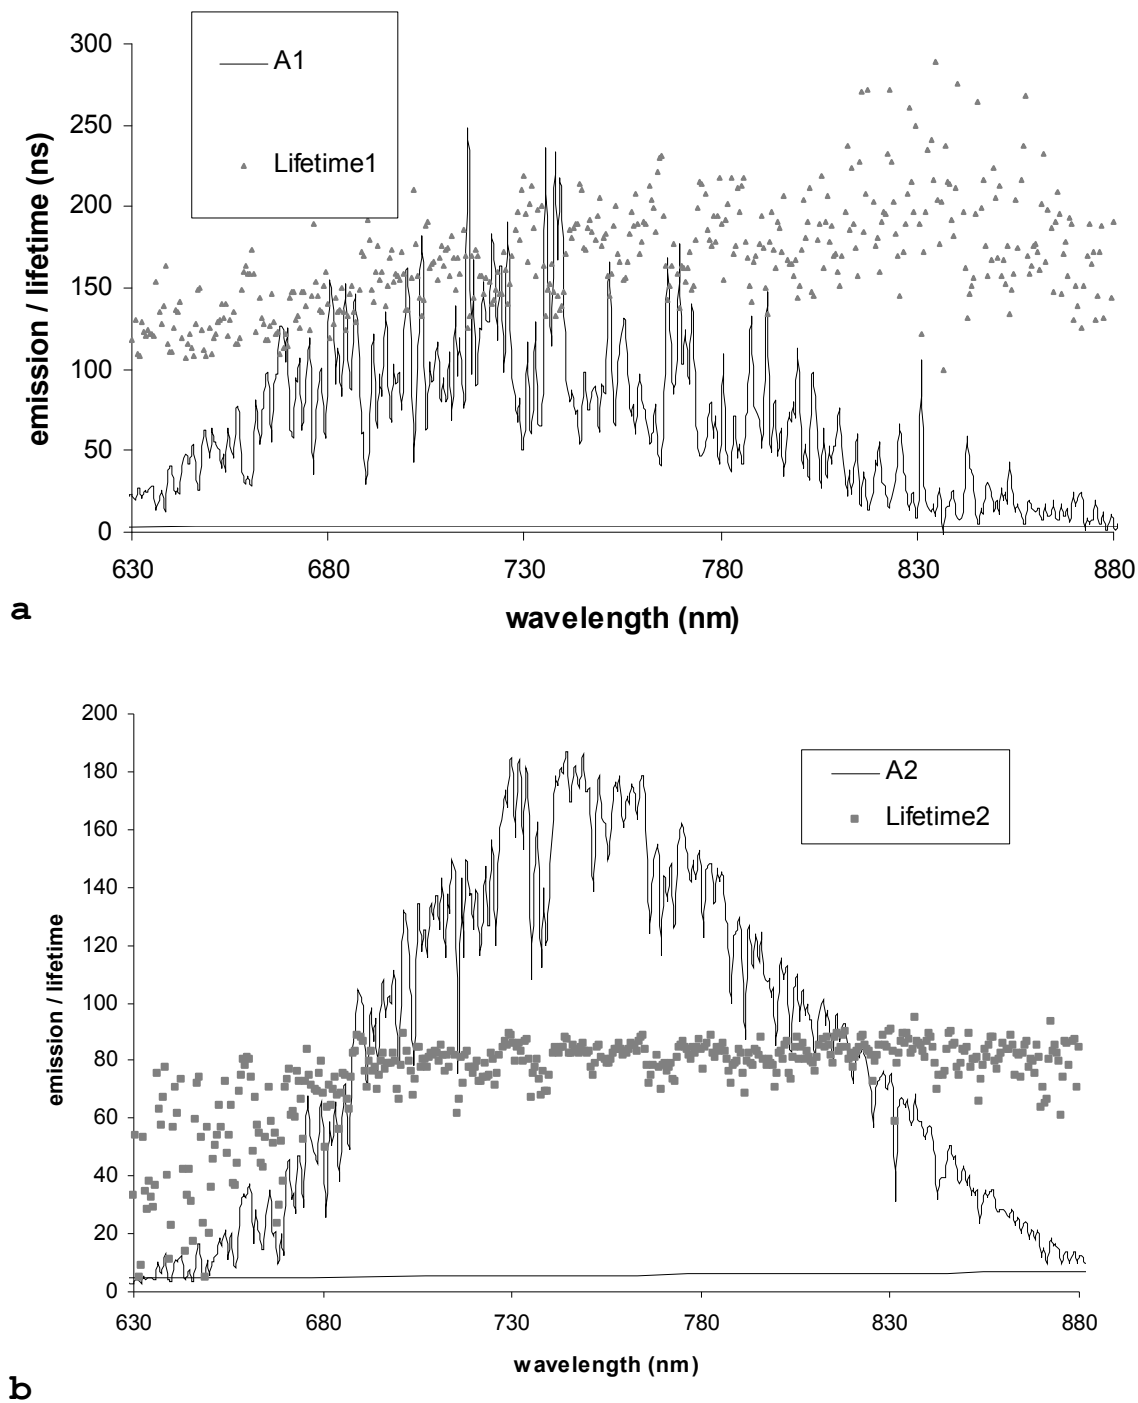 300
250
200
150
100
50
0
emission / lifetime (ns)
A1
Lifetime1
630 680 730 780 830 880
wavelength (nm)
a
200
180
160
140
120
100
80
60
40
20
0
emission / lifetime
A2
Lifetime2
630 680 730 780 830 880
wavelength (nm)
b